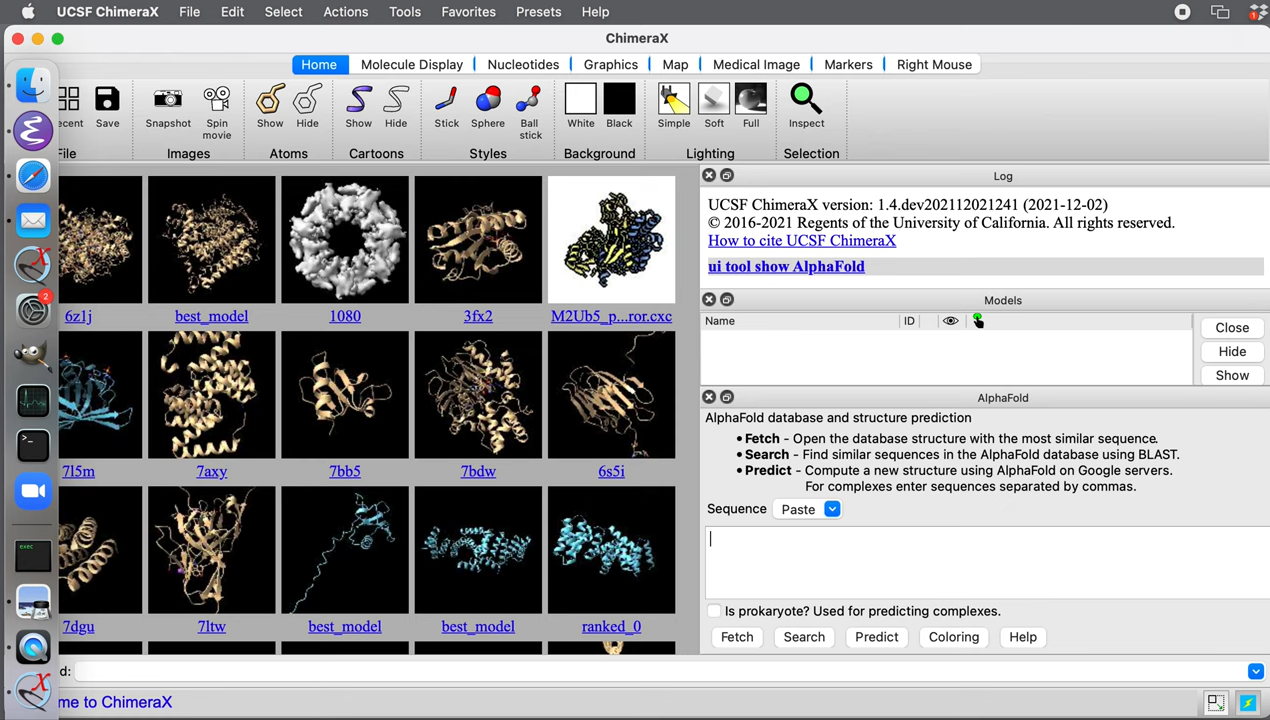 UCSF ChimeraX File Edit Select Actions Tools Favorites Presets Help
1
ChimeraX
Home Molecule Display Nucleotides Graphics Map Medical Image Markers Right Mouse
ecent Save Snapshot Spin movie Show Hide Show Hide Stick Sphere Ball stick White Black Simple Soft Full Inspect
File Images Atoms Cartoons Styles Background Lighting Selection
6z1j best_model 1080 3fx2 M2Ub5_p...ror.cxc
7l5m 7axy 7bb5 7bdw 6s5i
7dgu 7ltw best_model best_model ranked_0
Log
UCSF ChimeraX version: 1.4.dev202112021241 (2021-12-02)
© 2016-2021 Regents of the University of California. All rights reserved.
How to cite UCSF ChimeraX
ui tool show AlphaFold
Models
Name ID
Close
Hide
Show
AlphaFold
AlphaFold database and structure prediction
• Fetch - Open the database structure with the most similar sequence.
• Search - Find similar sequences in the AlphaFold database using BLAST.
• Predict - Compute a new structure using AlphaFold on Google servers.
For complexes enter sequences separated by commas.
Sequence Paste
Is prokaryote? Used for predicting complexes.
Fetch Search Predict Coloring Help
2
exec
d:
me to ChimeraX